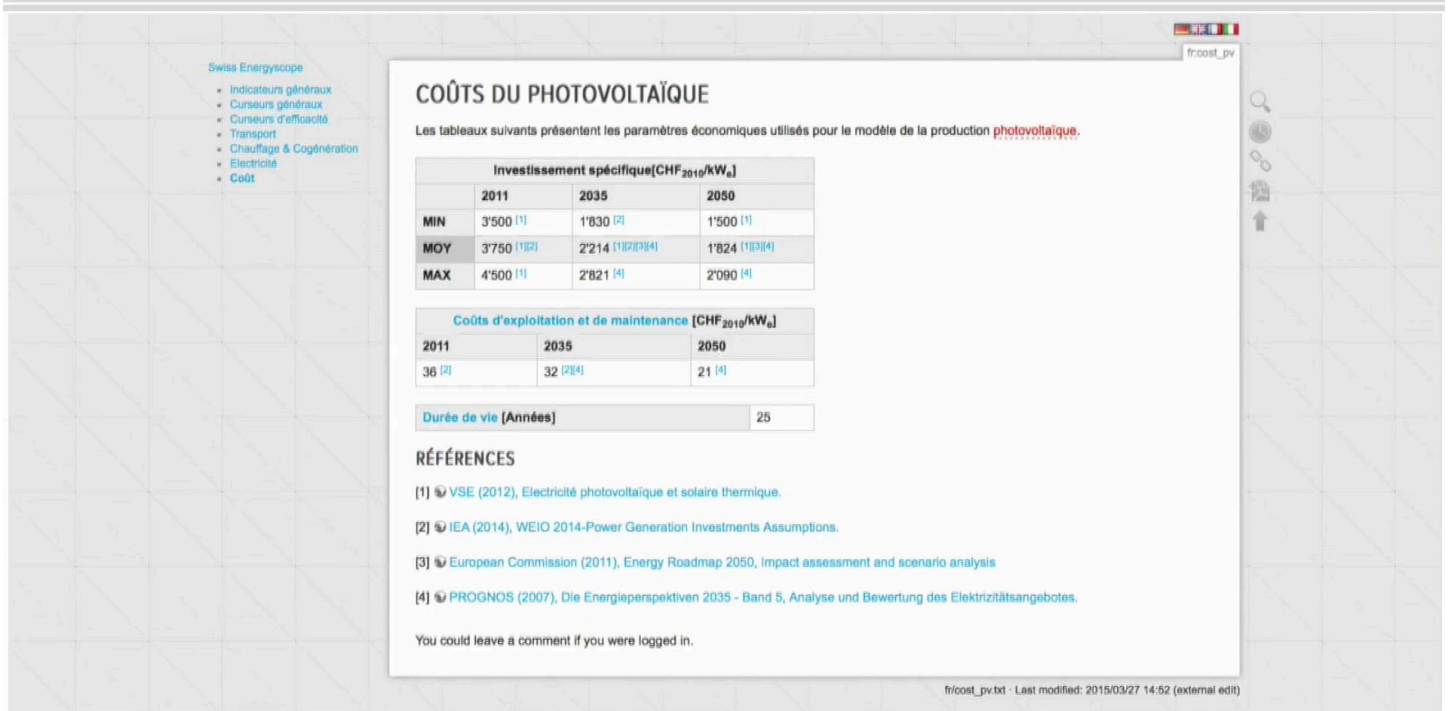 fr:cost_pv
Swiss Energyscope
Indicateurs généraux
Curseurs généraux
Curseurs d'efficacité
Transport
Chauffage & Cogénération
Electricité
Coût
COÛTS DU PHOTOVOLTAÏQUE
Les tableaux suivants présentent les paramètres économiques utilisés pour le modèle de la production photovoltaïque.
Investissement spécifique[CHF2010/kWe]
2011 2035 2050
MIN 3'500 [1] 1'830 [2] 1'500 [1]
MOY 3'750 [1][2] 2'214 [1][2][3][4] 1'824 [1][3][4]
MAX 4'500 [1] 2'821 [4] 2'090 [4]
Coûts d'exploitation et de maintenance [CHF2010/kWe]
2011 2035 2050
36 [2] 32 [2][4] 21 [4]
Durée de vie [Années] 25
RÉFÉRENCES
[1] VSE (2012), Electricité photovoltaïque et solaire thermique.
[2] IEA (2014), WEIO 2014-Power Generation Investments Assumptions.
[3] European Commission (2011), Energy Roadmap 2050, Impact assessment and scenario analysis
[4] PROGNOS (2007), Die Energieperspektiven 2035 - Band 5, Analyse und Bewertung des Elektrizitätsangebotes.
You could leave a comment if you were logged in.
fr/cost_pv.txt · Last modified: 2015/03/27 14:52 (external edit)